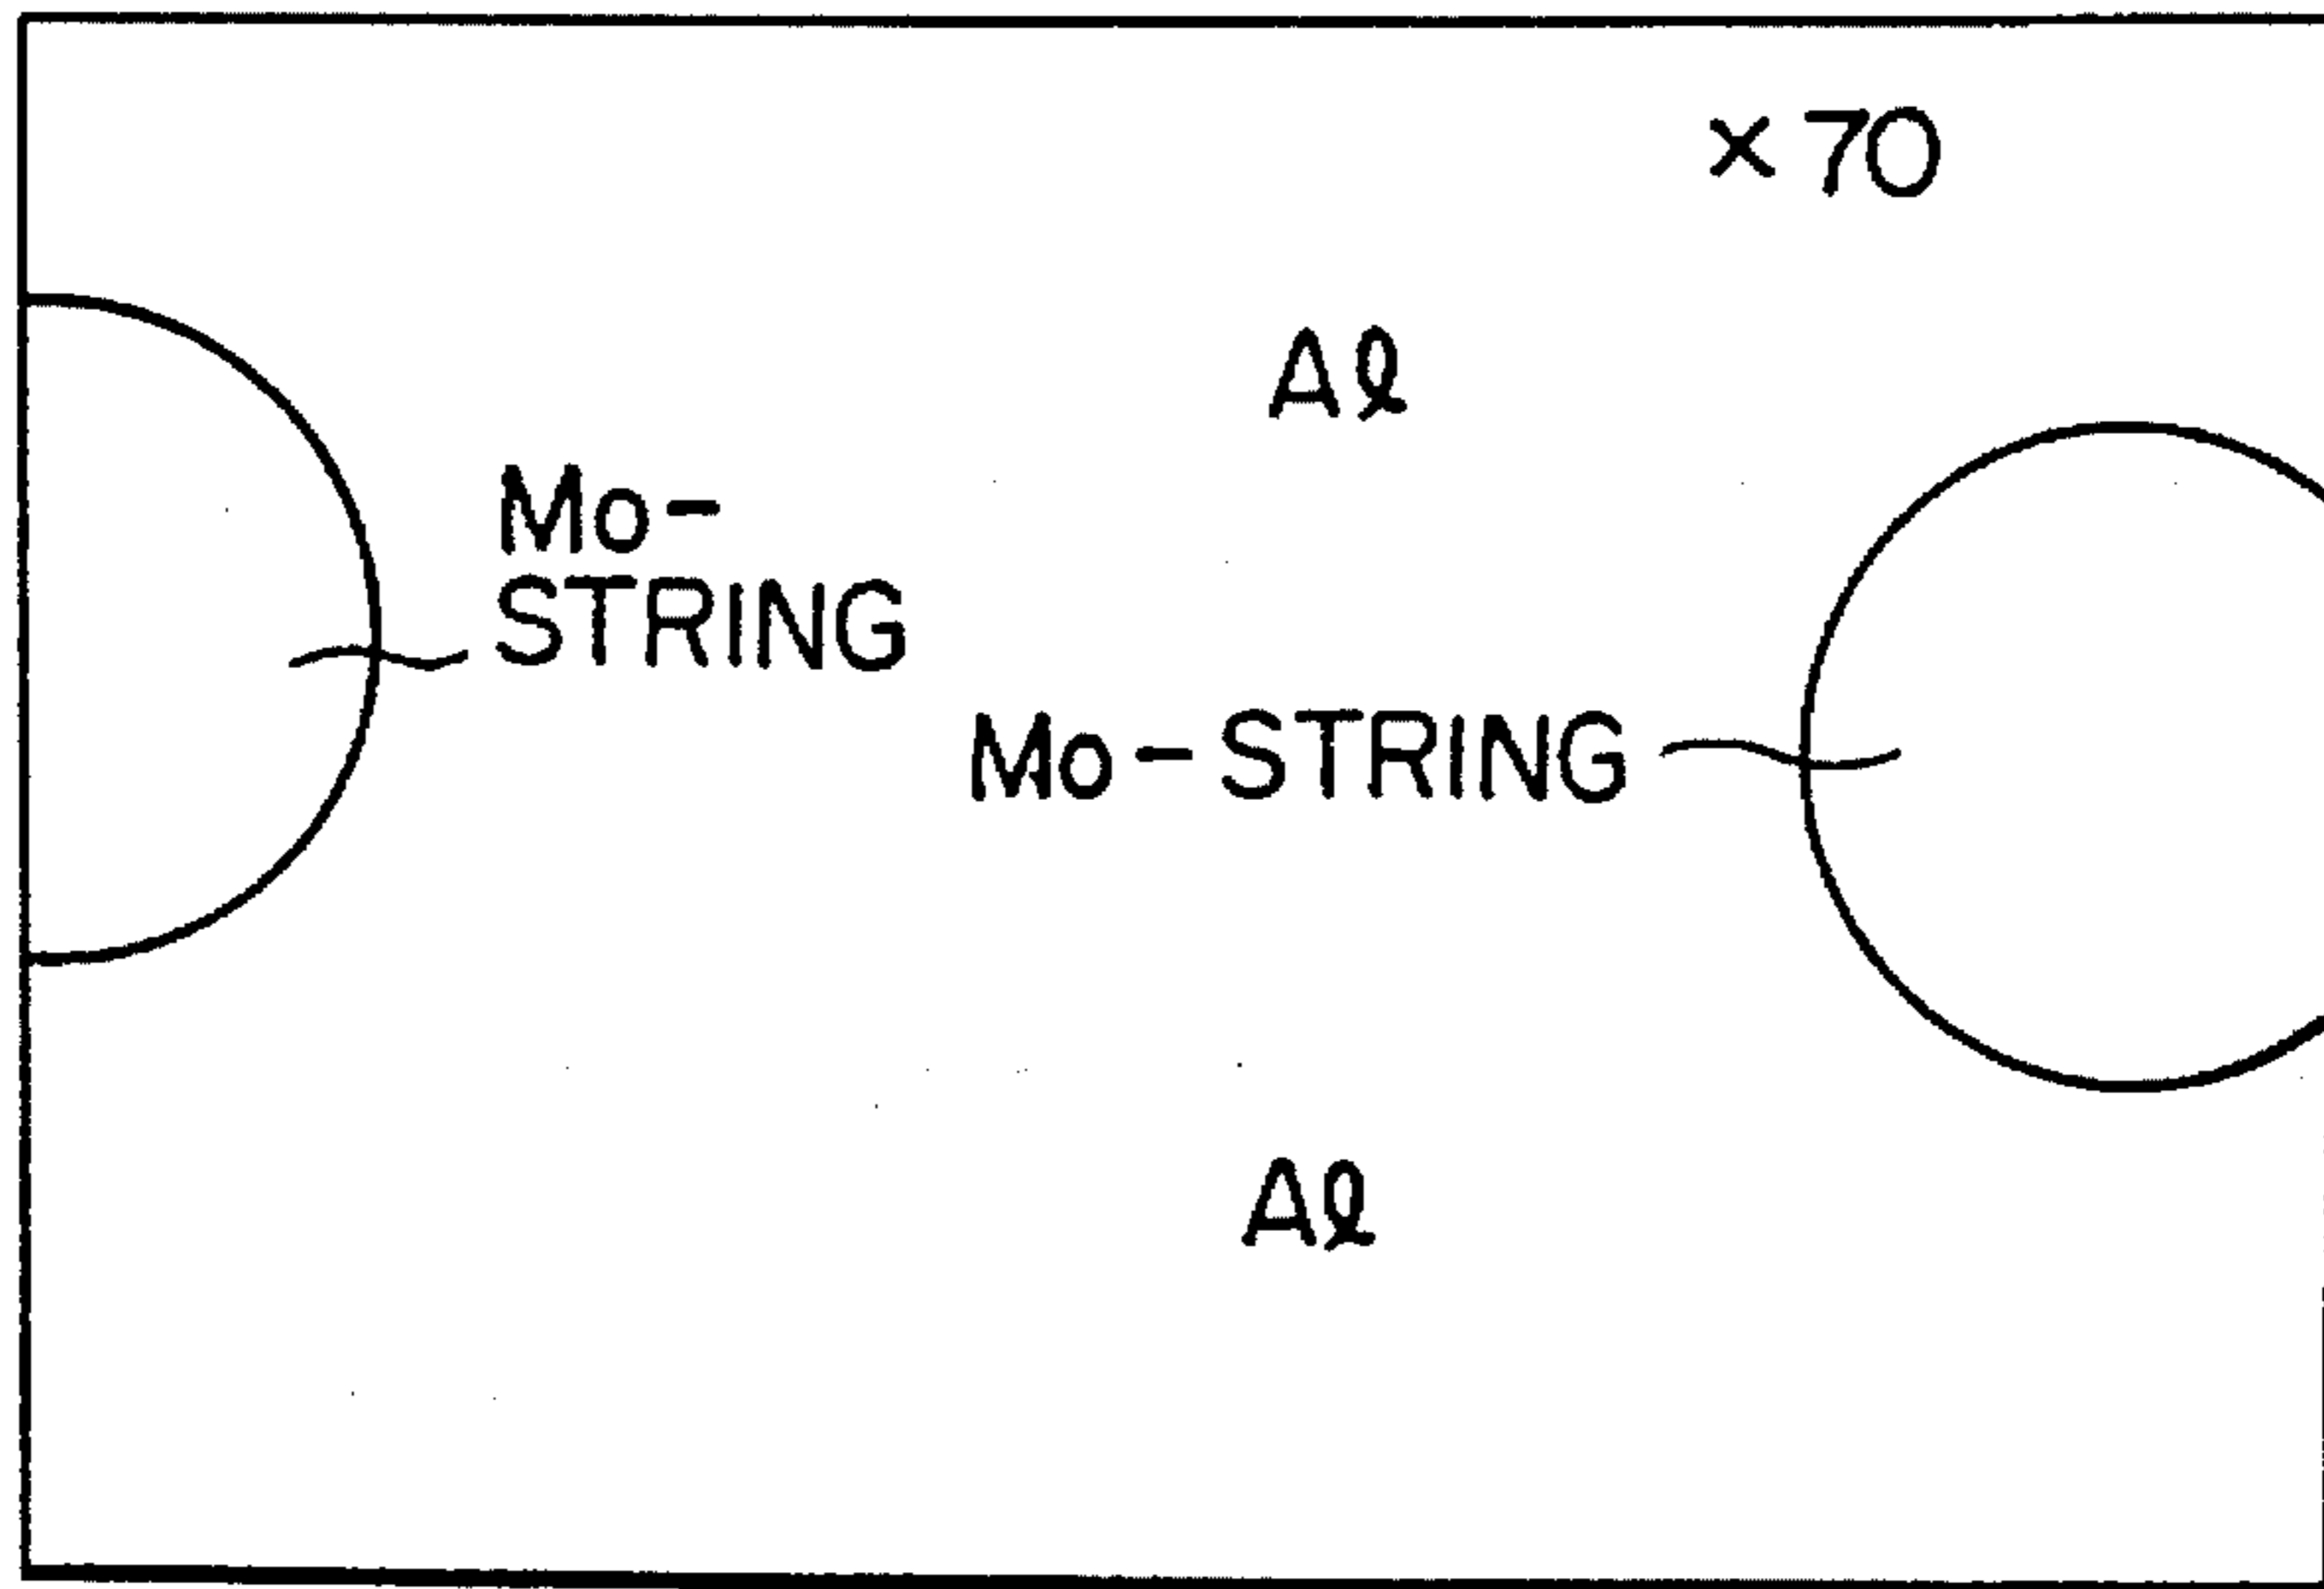 ×70
Aℓ
Mo-
STRING
Mo-STRING
Aℓ